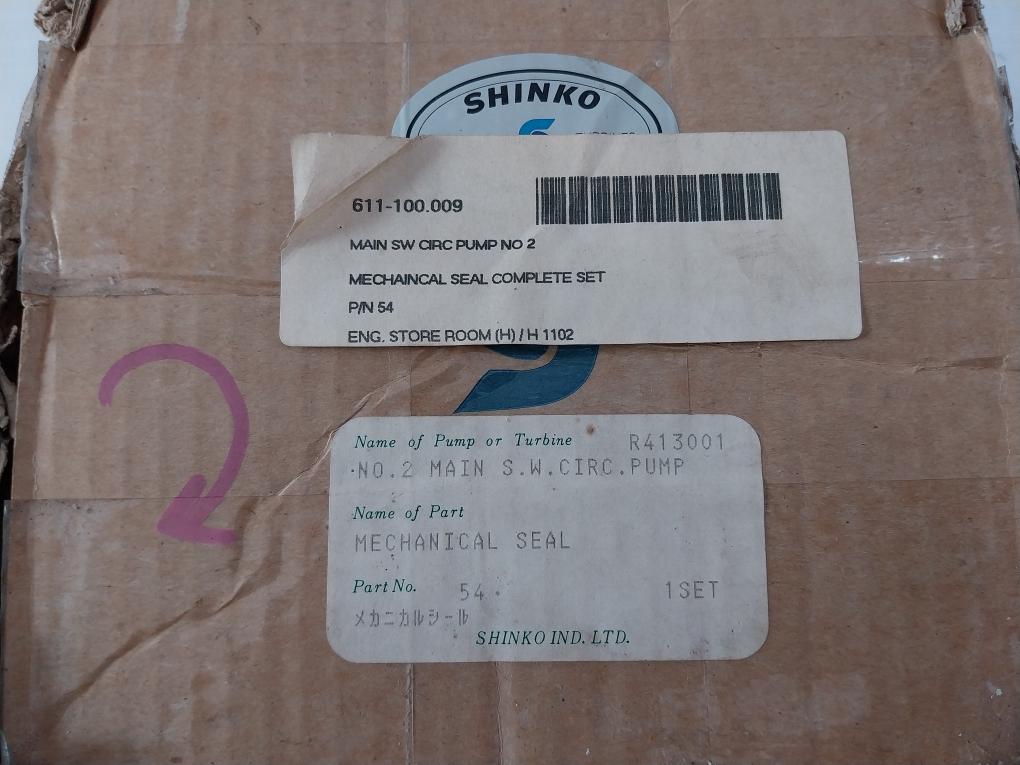 SHINKO
611-100.009
MAIN SW CIRC PUMP NO 2
MECHAINCAL SEAL COMPLETE SET
P/N 54
ENG. STORE ROOM (H) / H 1102
Name of Pump or Turbine R413001
NO.2 MAIN S.W.CIRC.PUMP
Name of Part
MECHANICAL SEAL
Part No. 54 1SET
メカニカルシール
SHINKO IND. LTD.